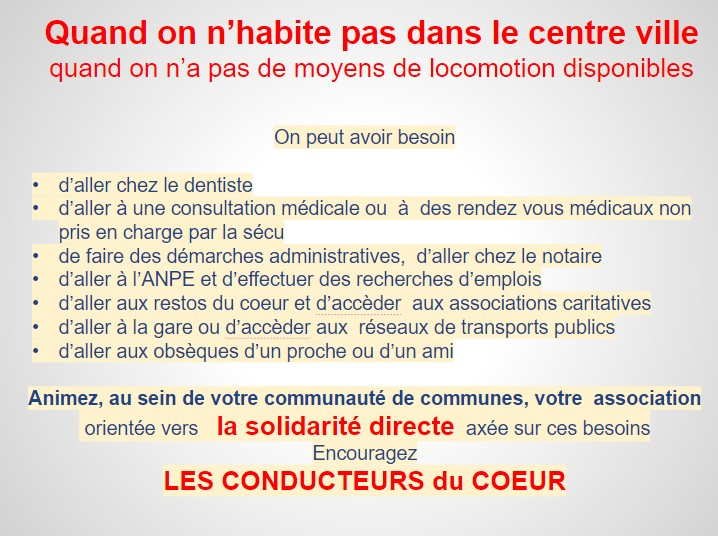 Quand on n’habite pas dans le centre ville
quand on n’a pas de moyens de locomotion disponibles
On peut avoir besoin
• d’aller chez le dentiste
• d’aller à une consultation médicale ou à des rendez vous médicaux non
pris en charge par la sécu
• de faire des démarches administratives, d’aller chez le notaire
• d’aller à l’ANPE et d’effectuer des recherches d’emplois
• d’aller aux restos du coeur et d’accèder aux associations caritatives
• d’aller à la gare ou d’accèder aux réseaux de transports publics
• d’aller aux obsèques d’un proche ou d’un ami
Animez, au sein de votre communauté de communes, votre association
orientée vers la solidarité directe axée sur ces besoins
Encouragez
LES CONDUCTEURS du COEUR